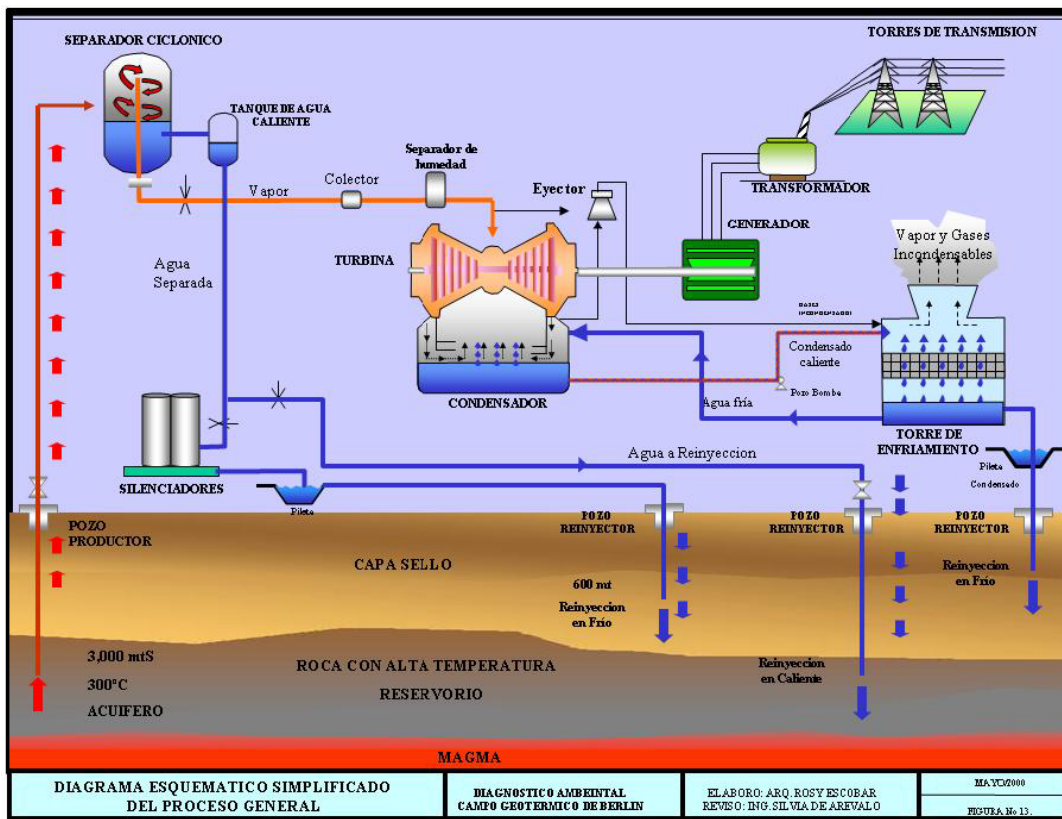 SEPARADOR CICLONICO
TORRES DE TRANSMISION
TANQUE DE AGUA
CALIENTE
Separador de
humedad
Colector
Vapor
Eyector
TRANSFORMADOR
GENERADOR
Vapor y Gases
Incondensables
Agua
Separada
TURBINA
Condensado
caliente
Pozo Bomba
Agua fría
CONDENSADOR
TORRE DE
ENFRIAMIENTO
Agua a Reinyeccion
Pileta
Condensado
SILENCIADORES
Pileta
POZO
PRODUCTOR
POZO
REINYECTOR
POZO
REINYECTOR
POZO
REINYECTOR
CAPA SELLO
600 mt
Reinyeccion
en Frío
Reinyeccion
en Frío
3,000 mtS
300°C
ACUIFERO
ROCA CON ALTA TEMPERATURA
RESERVORIO
Reinyeccion
en Caliente
MAGMA
DIAGRAMA ESQUEMATICO SIMPLIFICADO
DEL PROCESO GENERAL
DIAGNOSTICO AMBEINTAL
CAMPO GEOTERMICO DE BERLIN
ELABORO: ARQ. ROSY ESCOBAR
REVISO: ING. SILVIA DE AREVALO
MAYO/2000
FIGURA No 13.